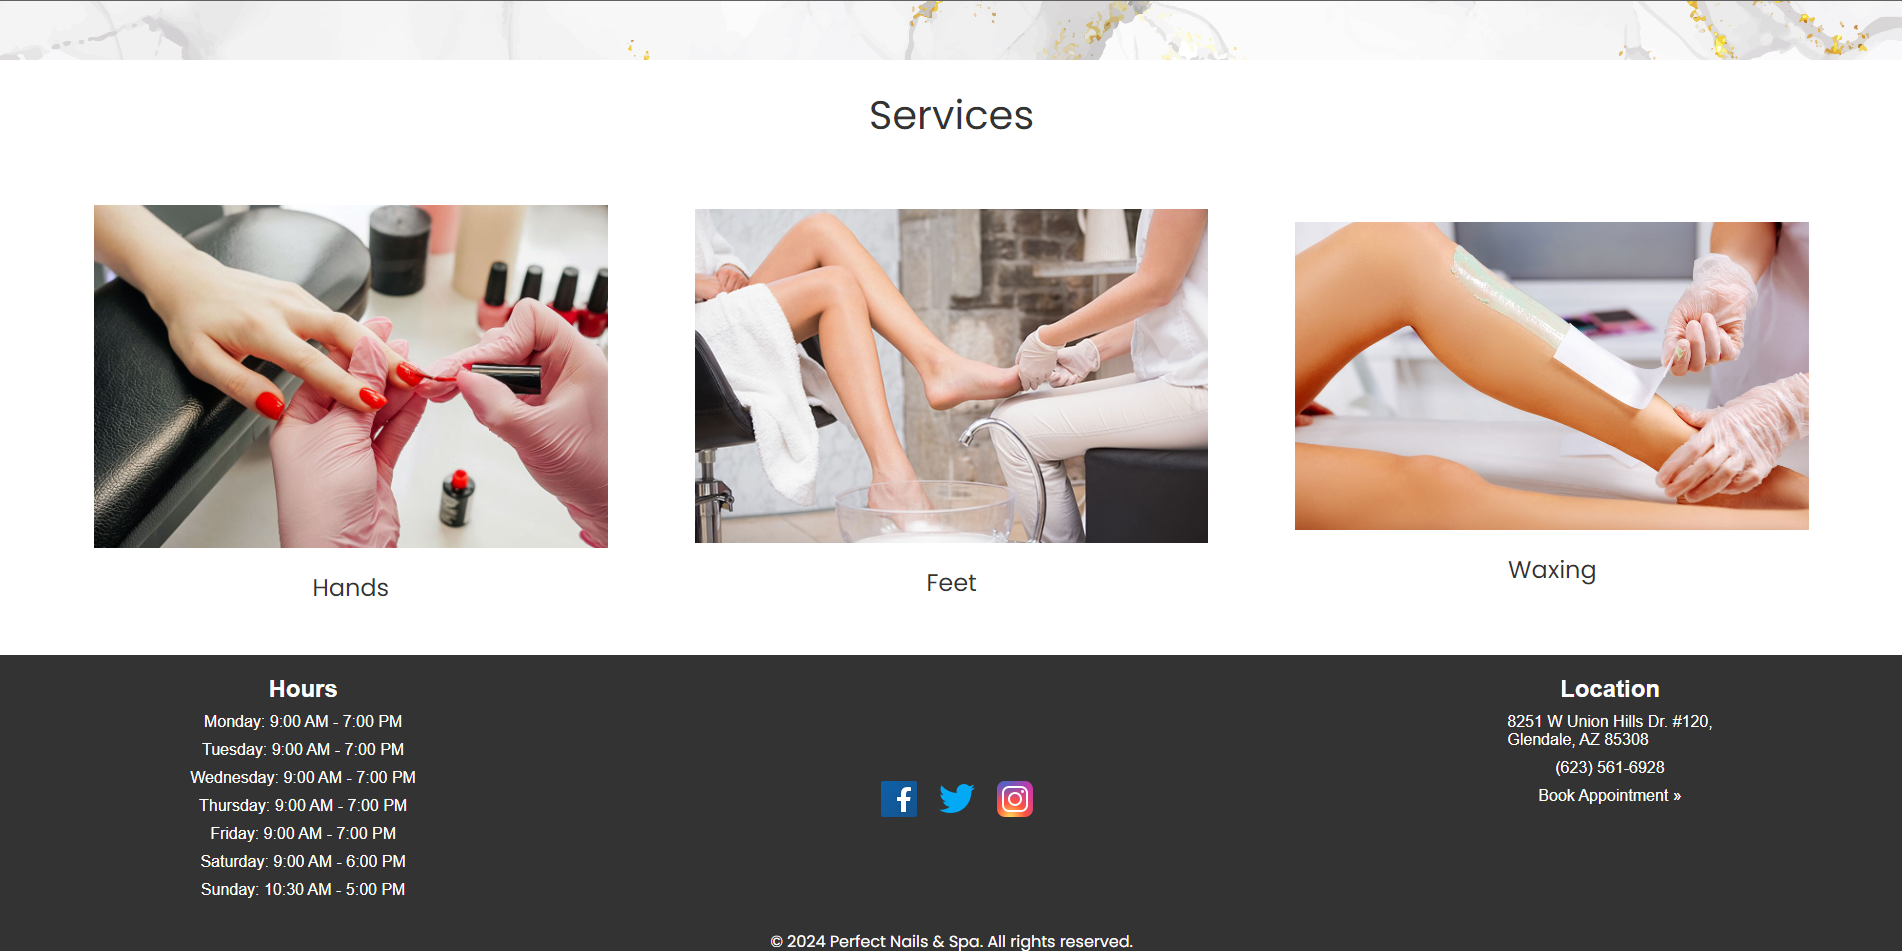 Services
Hands
Feet
Waxing
Hours
Monday: 9:00 AM - 7:00 PM
Tuesday: 9:00 AM - 7:00 PM
Wednesday: 9:00 AM - 7:00 PM
Thursday: 9:00 AM - 7:00 PM
Friday: 9:00 AM - 7:00 PM
Saturday: 9:00 AM - 6:00 PM
Sunday: 10:30 AM - 5:00 PM
Location
8251 W Union Hills Dr. #120,
Glendale, AZ 85308
(623) 561-6928
Book Appointment »
© 2024 Perfect Nails & Spa. All rights reserved.